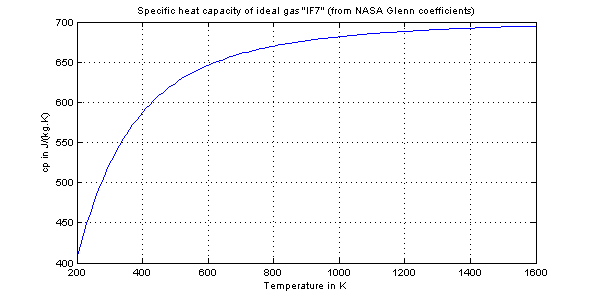 Specific heat capacity of ideal gas "IF7" (from NASA Glenn coefficients)
700
650
600
550
500
450
400
cp in J/(kg.K)
200 400 600 800 1000 1200 1400 1600
Temperature in K